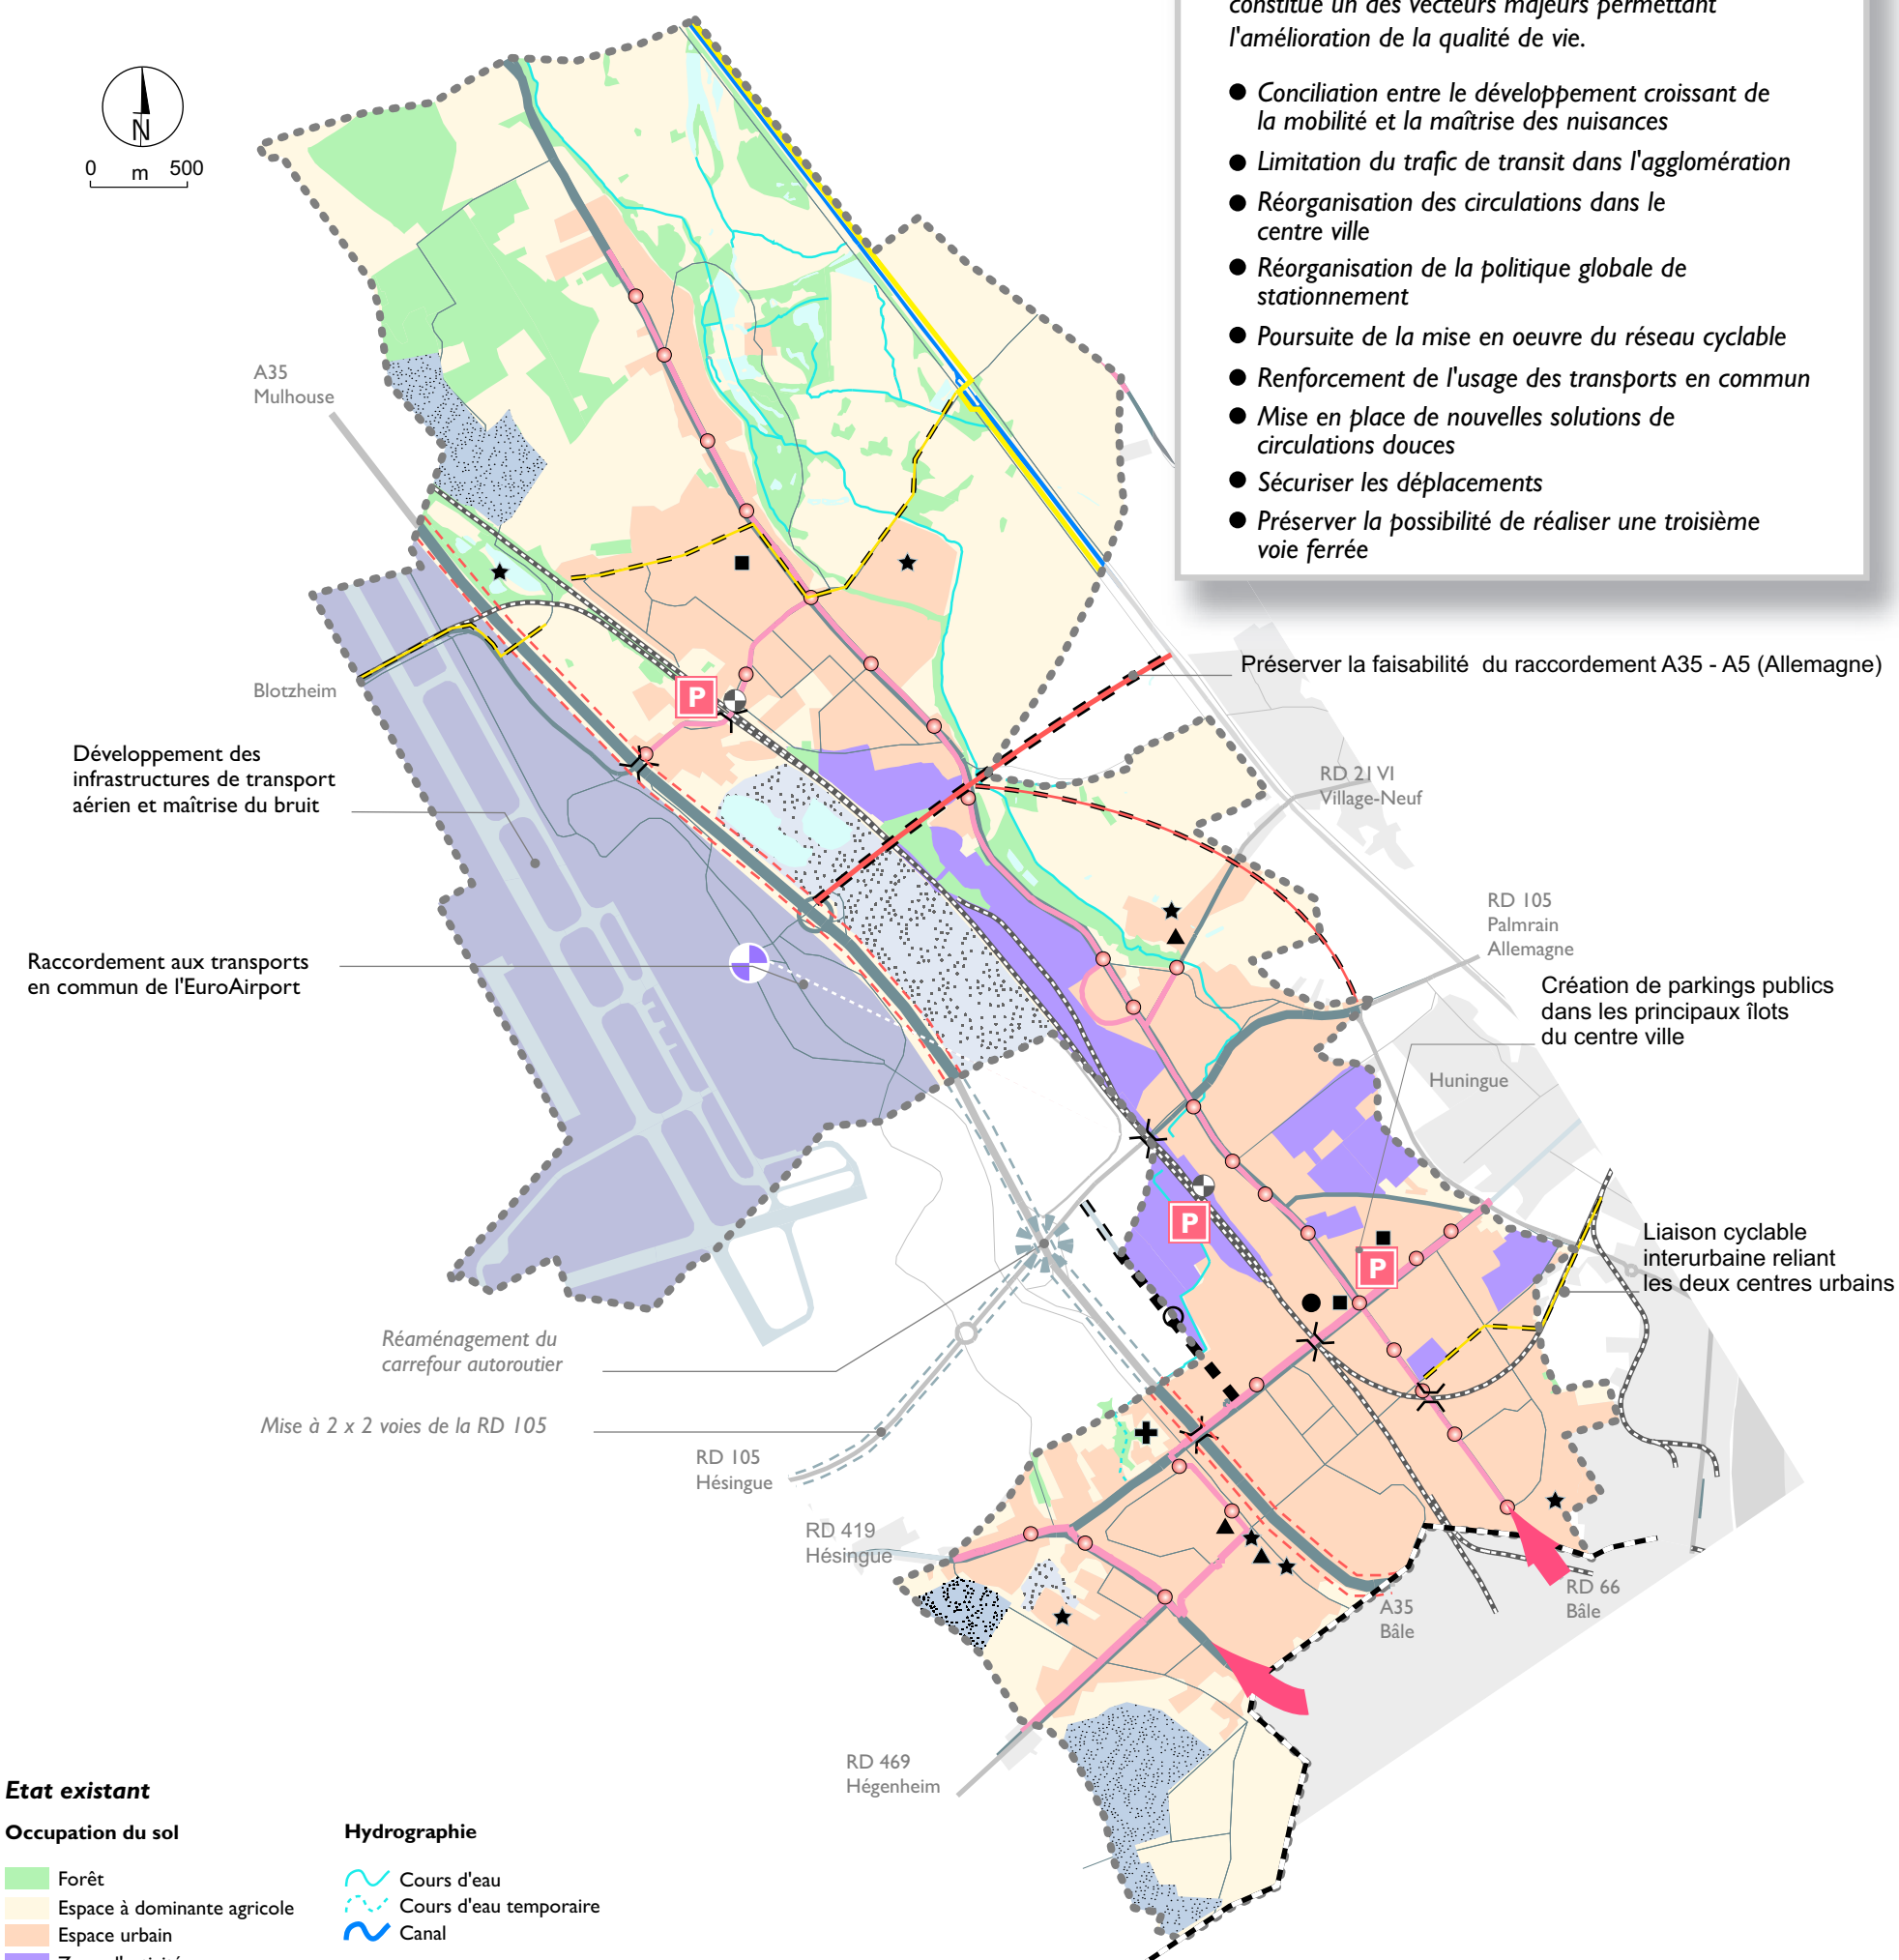 constitue un des vecteurs majeurs permettant
l'amélioration de la qualité de vie.
● Conciliation entre le développement croissant de
la mobilité et la maîtrise des nuisances
● Limitation du trafic de transit dans l'agglomération
● Réorganisation des circulations dans le
centre ville
● Réorganisation de la politique globale de
stationnement
● Poursuite de la mise en oeuvre du réseau cyclable
● Renforcement de l'usage des transports en commun
● Mise en place de nouvelles solutions de
circulations douces
● Sécuriser les déplacements
● Préserver la possibilité de réaliser une troisième
voie ferrée
N
0 m 500
A35
Mulhouse
Blotzheim
Préserver la faisabilité du raccordement A35 - A5 (Allemagne)
P
Développement des
infrastructures de transport
aérien et maîtrise du bruit
RD 21 VI
Village-Neuf
RD 105
Palmrain
Allemagne
Raccordement aux transports
en commun de l'EuroAirport
Création de parkings publics
dans les principaux îlots
du centre ville
Huningue
P
P
Liaison cyclable
interurbaine reliant
les deux centres urbains
Réaménagement du
carrefour autoroutier
Mise à 2 x 2 voies de la RD 105
RD 105
Hésingue
RD 419
Hésingue
RD 66
Bâle
A35
Bâle
RD 469
Hégenheim
Etat existant
Occupation du sol
Forêt
Espace à dominante agricole
Espace urbain
Hydrographie
Cours d'eau
Cours d'eau temporaire
Canal